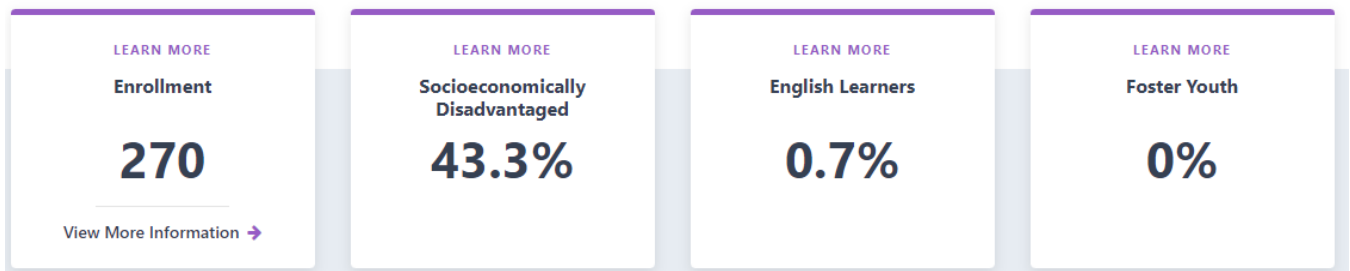 LEARN MORE
Enrollment
270
View More Information
LEARN MORE
Socioeconomically
Disadvantaged
43.3%
LEARN MORE
English Learners
0.7%
LEARN MORE
Foster Youth
0%